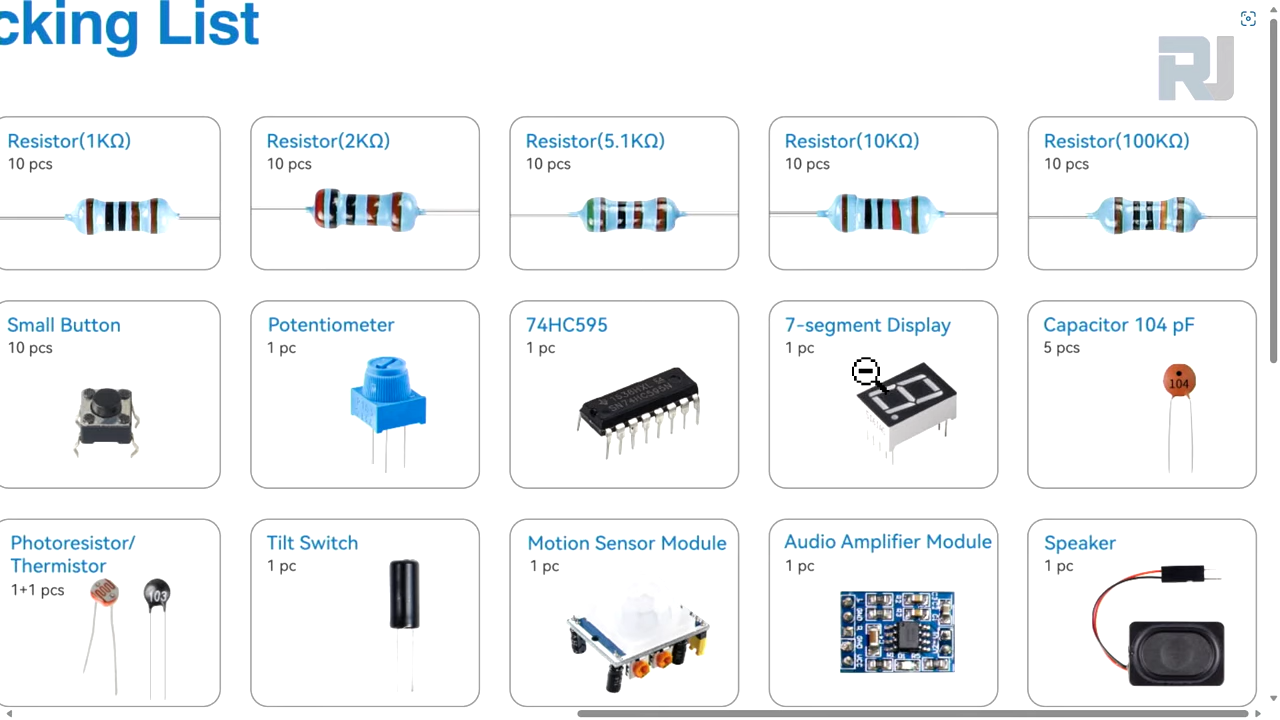 cking List
RJ
Resistor(1KΩ)
10 pcs
Resistor(2KΩ)
10 pcs
Resistor(5.1KΩ)
10 pcs
Resistor(10KΩ)
10 pcs
Resistor(100KΩ)
10 pcs
Small Button
10 pcs
Potentiometer
1 pc
74HC595
1 pc
SN74HC595N
7-segment Display
1 pc
Capacitor 104 pF
5 pcs
104
Photoresistor/
Thermistor
1+1 pcs
103
Tilt Switch
1 pc
Motion Sensor Module
1 pc
Audio Amplifier Module
1 pc
Speaker
1 pc